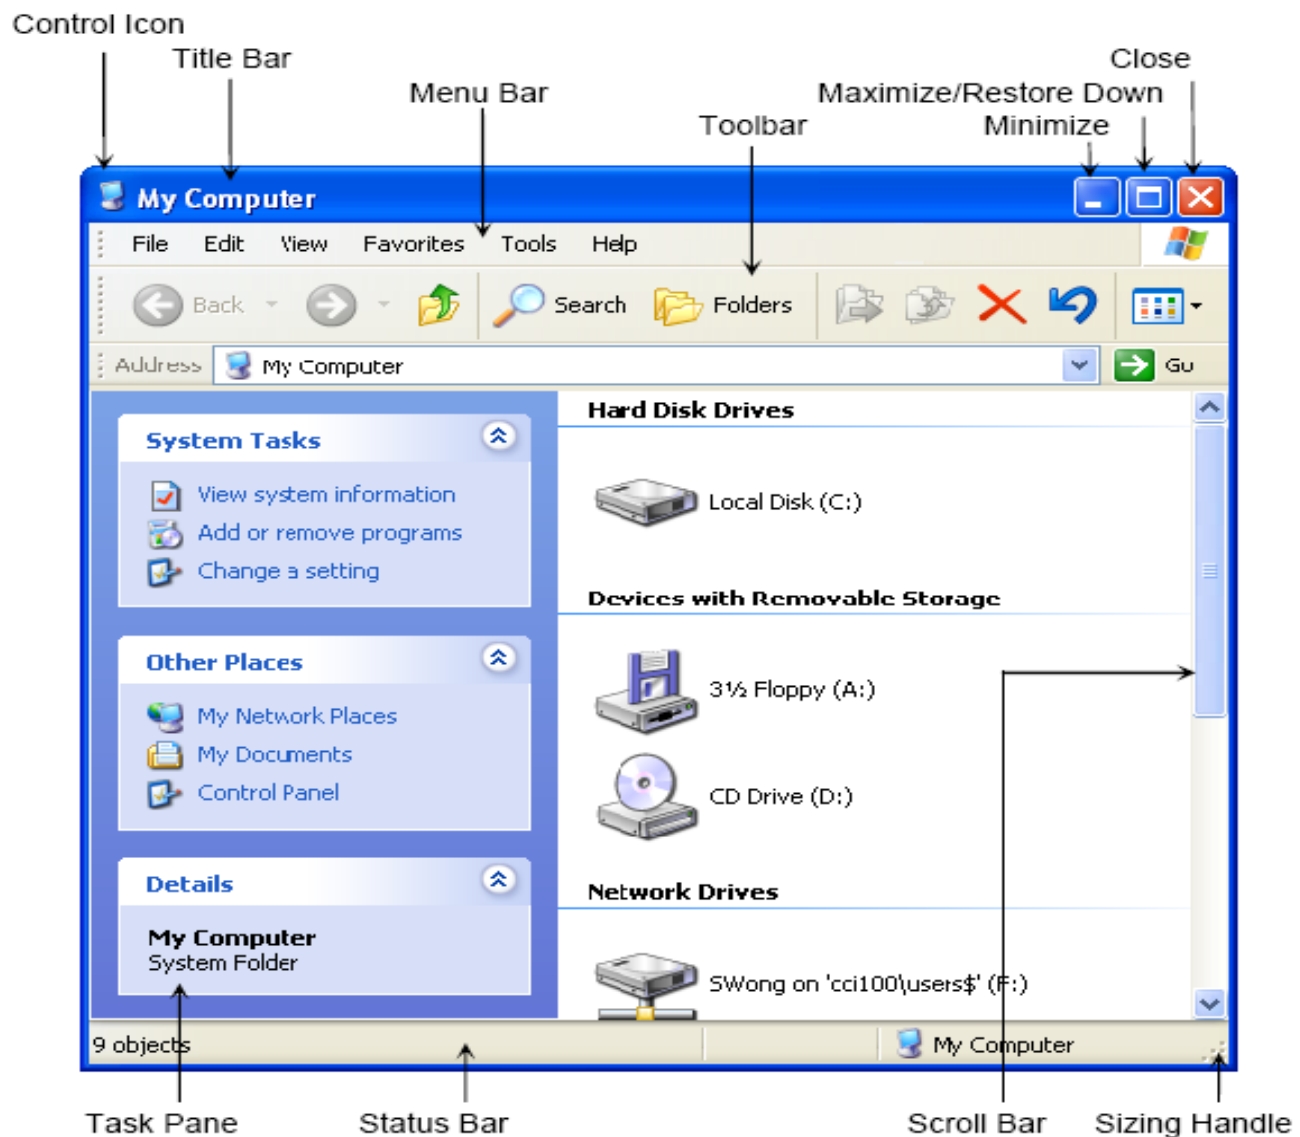 Control Icon
Title Bar
Close
Menu Bar
Maximize/Restore Down
Toolbar
Minimize
My Computer
File Edit View Favorites Tools Help
Back Search Folders
Address My Computer Go
Hard Disk Drives
System Tasks
View system information
Local Disk (C:)
Add or remove programs
Change a setting
Devices with Removable Storage
Other Places
3½ Floppy (A:)
My Network Places
My Documents
Control Panel
CD Drive (D:)
Details
Network Drives
My Computer
System Folder
SWong on 'cci100\users$' (F:)
9 objects
My Computer
Task Pane
Status Bar
Scroll Bar
Sizing Handle